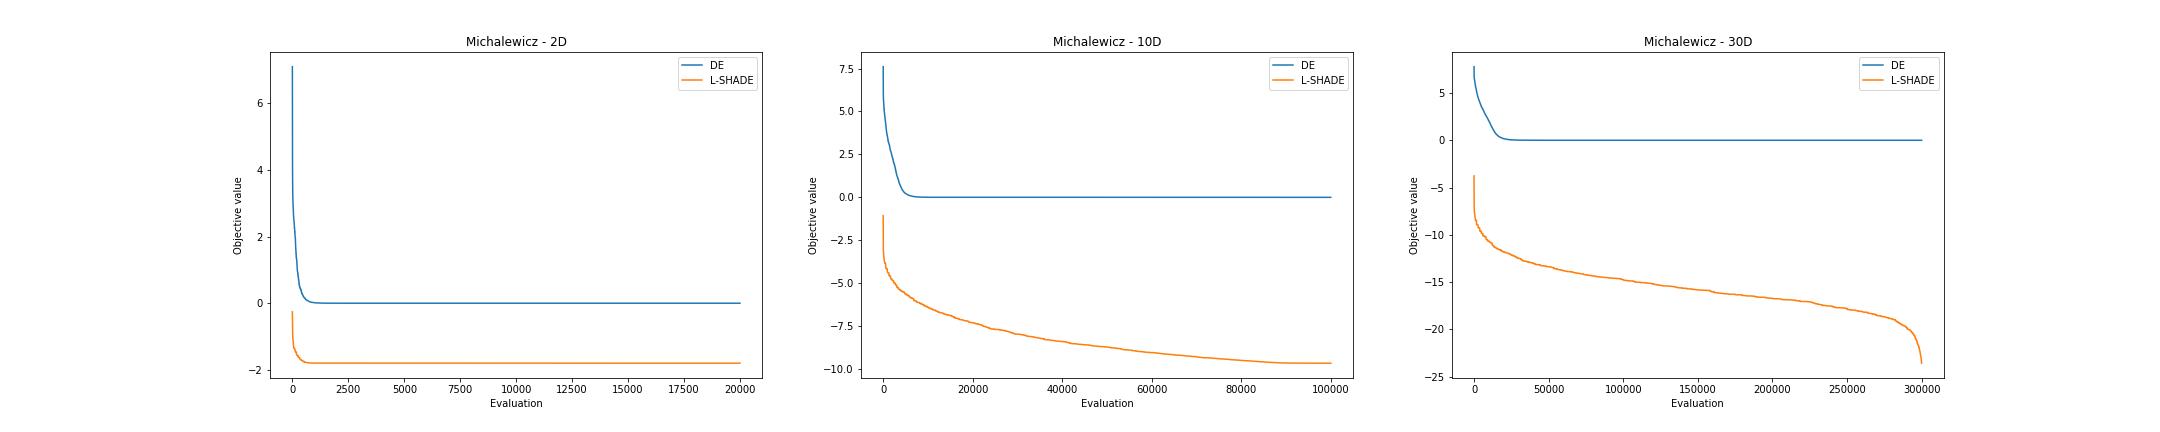 Michalewicz - 2D
DE
L-SHADE
6
4
2
0
−2
Objective value
0
2500
5000
7500
10000
12500
15000
17500
20000
Evaluation
Michalewicz - 10D
DE
L-SHADE
7.5
5.0
2.5
0.0
−2.5
−5.0
−7.5
−10.0
Objective value
0
20000
40000
60000
80000
100000
Evaluation
Michalewicz - 30D
DE
L-SHADE
5
0
−5
−10
−15
−20
−25
Objective value
0
50000
100000
150000
200000
250000
300000
Evaluation